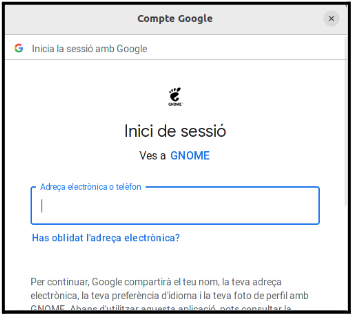 Compte Google
Inicia la sessió amb Google
GNOME
Inici de sessió
Ves a GNOME
Adreça electrònica o telèfon
Has oblidat l'adreça electrònica?
Per continuar, Google compartirà el teu nom, la teva adreça
electrònica, la teva preferència d'idioma i la teva foto de perfil amb
GNOME. Abans d'utilitzar aquesta aplicació, pots consultar la